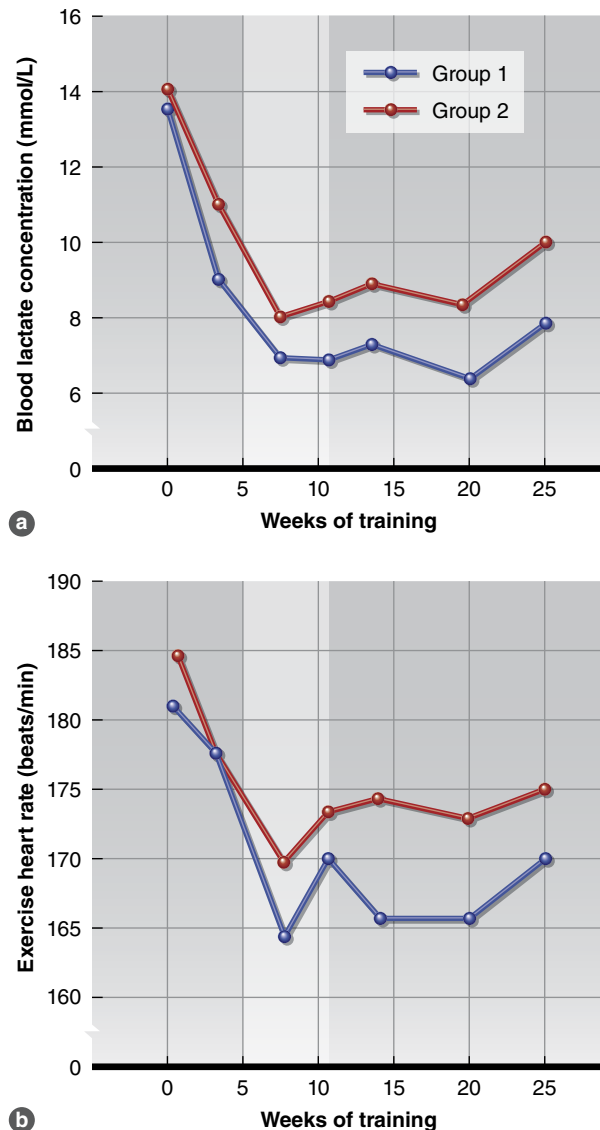 16
14
12
10
8
6
0
Blood lactate concentration (mmol/L)
Group 1
Group 2
0 5 10 15 20 25
Weeks of training
a
190
185
180
175
170
165
160
0
Exercise heart rate (beats/min)
0 5 10 15 20 25
Weeks of training
b